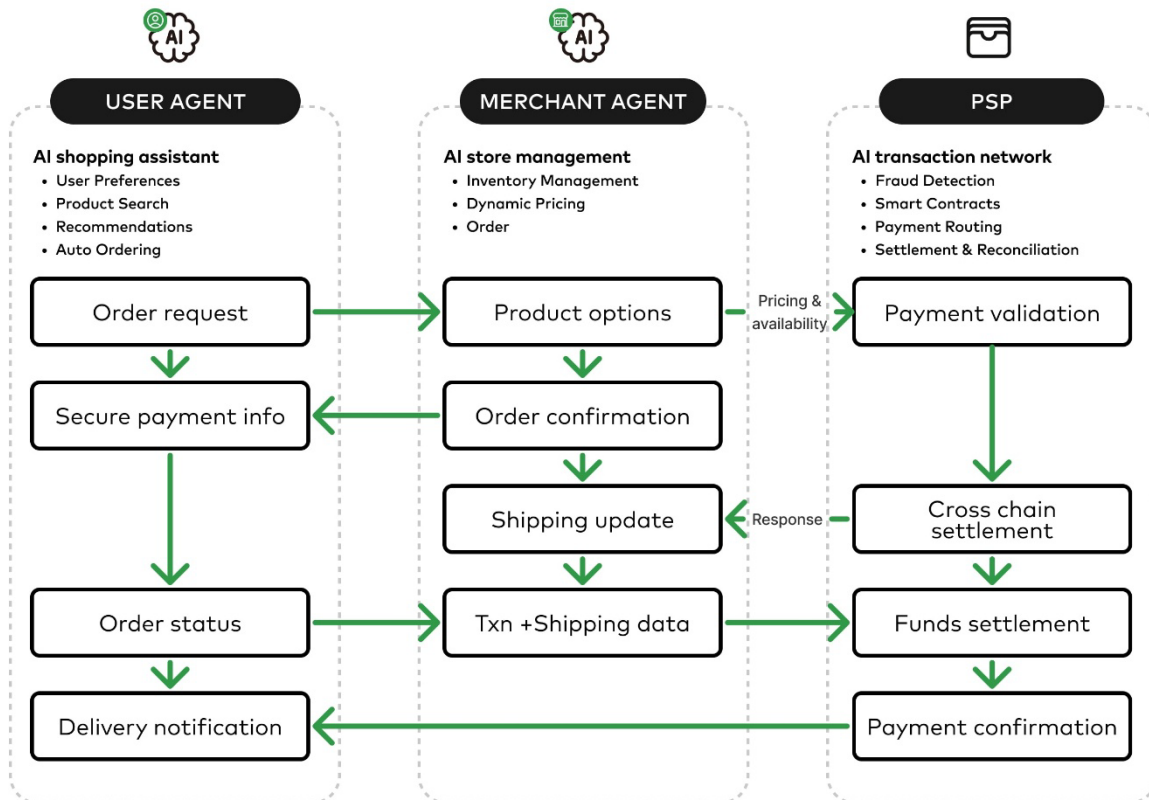 AI
AI
USER AGENT
MERCHANT AGENT
PSP
AI shopping assistant
• User Preferences
• Product Search
• Recommendations
• Auto Ordering
AI store management
• Inventory Management
• Dynamic Pricing
• Order
AI transaction network
• Fraud Detection
• Smart Contracts
• Payment Routing
• Settlement & Reconciliation
Order request
Product options
Pricing &
availability
Payment validation
Secure payment info
Order confirmation
Shipping update
Response
Cross chain
settlement
Order status
Txn +Shipping data
Funds settlement
Delivery notification
Payment confirmation